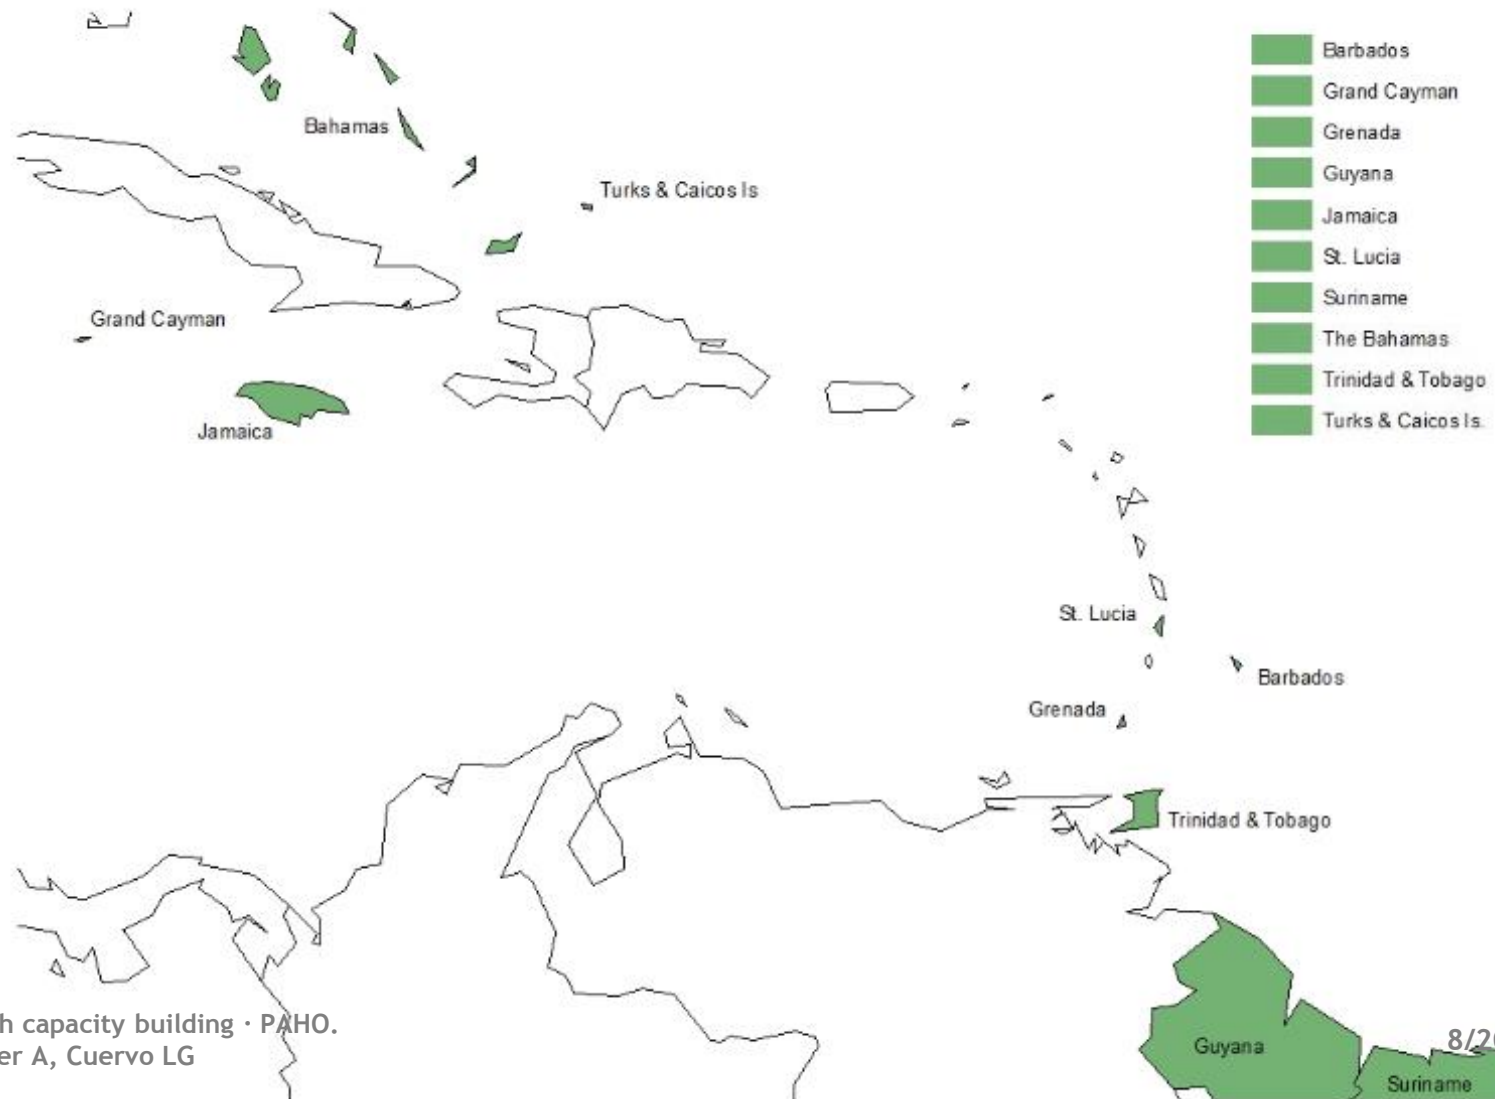 Barbados
Grand Cayman
Grenada
Guyana
Jamaica
St. Lucia
Suriname
The Bahamas
Trinidad & Tobago
Turks & Caicos Is.
Bahamas
Turks & Caicos Is
Grand Cayman
Jamaica
St. Lucia
Barbados
Grenada
Trinidad & Tobago
Guyana
Suriname
h capacity building · PAHO.
er A, Cuervo LG